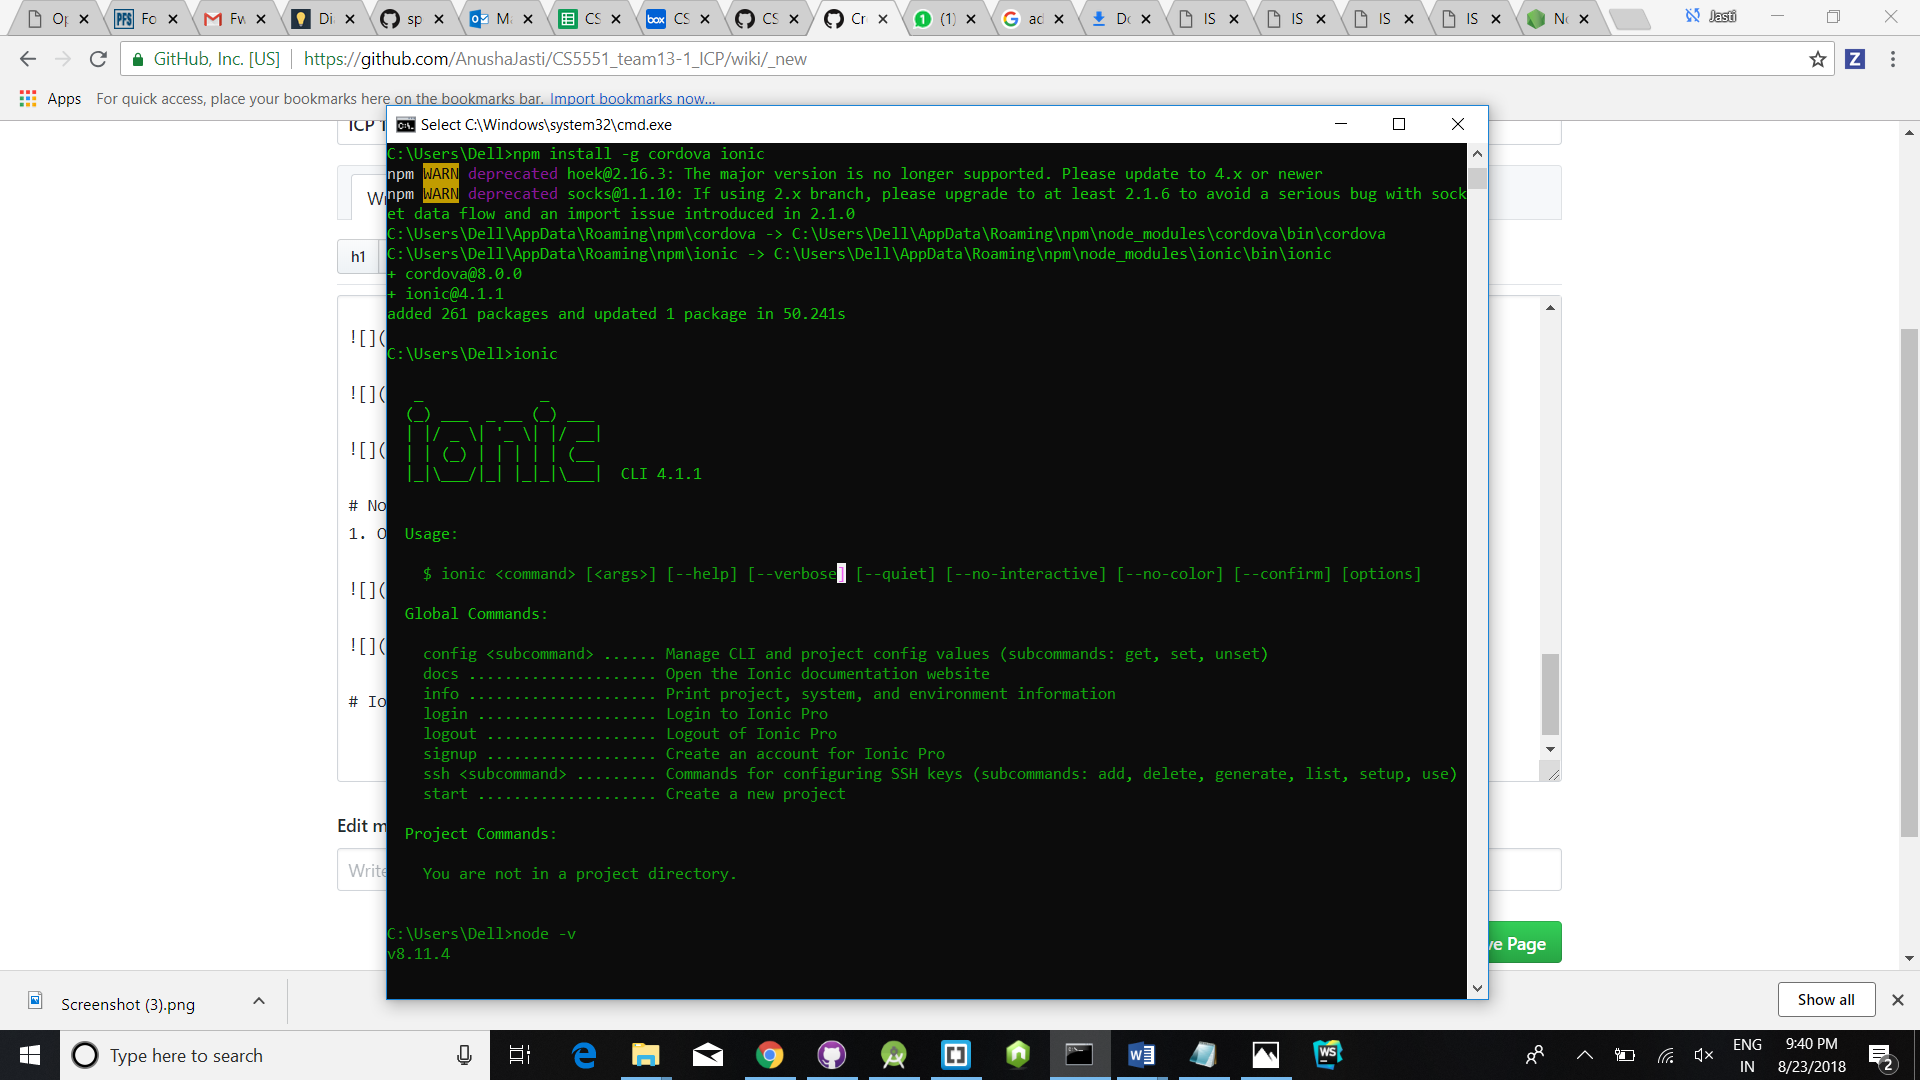 Op
Fo
Fw
Di
sp
Ma
CS
CS
CS
Cr
(1)
ad
Do
IS
IS
IS
IS
No
Jasti
GitHub, Inc. [US] https://github.com/AnushaJasti/CS5551_team13-1_ICP/wiki/_new
Apps For quick access, place your bookmarks here on the bookmarks bar. Import bookmarks now...
ICP 1
h1
![](
![](
![](
# No
1. O
![](
![](
# Io
Edit m
Write
ve Page
Select C:\Windows\system32\cmd.exe
C:\Users\Dell>npm install -g cordova ionic
npm WARN deprecated hoek@2.16.3: The major version is no longer supported. Please update to 4.x or newer
npm WARN deprecated socks@1.1.10: If using 2.x branch, please upgrade to at least 2.1.6 to avoid a serious bug with sock
et data flow and an import issue introduced in 2.1.0
C:\Users\Dell\AppData\Roaming\npm\cordova -> C:\Users\Dell\AppData\Roaming\npm\node_modules\cordova\bin\cordova
C:\Users\Dell\AppData\Roaming\npm\ionic -> C:\Users\Dell\AppData\Roaming\npm\node_modules\ionic\bin\ionic
+ cordova@8.0.0
+ ionic@4.1.1
added 261 packages and updated 1 package in 50.241s
C:\Users\Dell>ionic
ionic CLI 4.1.1
Usage:
$ ionic <command> [<args>] [--help] [--verbose] [--quiet] [--no-interactive] [--no-color] [--confirm] [options]
Global Commands:
config <subcommand> ...... Manage CLI and project config values (subcommands: get, set, unset)
docs ..................... Open the Ionic documentation website
info ..................... Print project, system, and environment information
login .................... Login to Ionic Pro
logout ................... Logout of Ionic Pro
signup ................... Create an account for Ionic Pro
ssh <subcommand> ......... Commands for configuring SSH keys (subcommands: add, delete, generate, list, setup, use)
start .................... Create a new project
Project Commands:
You are not in a project directory.
C:\Users\Dell>node -v
v8.11.4
Screenshot (3).png
Show all
Type here to search
ENG
IN
9:40 PM
8/23/2018
2